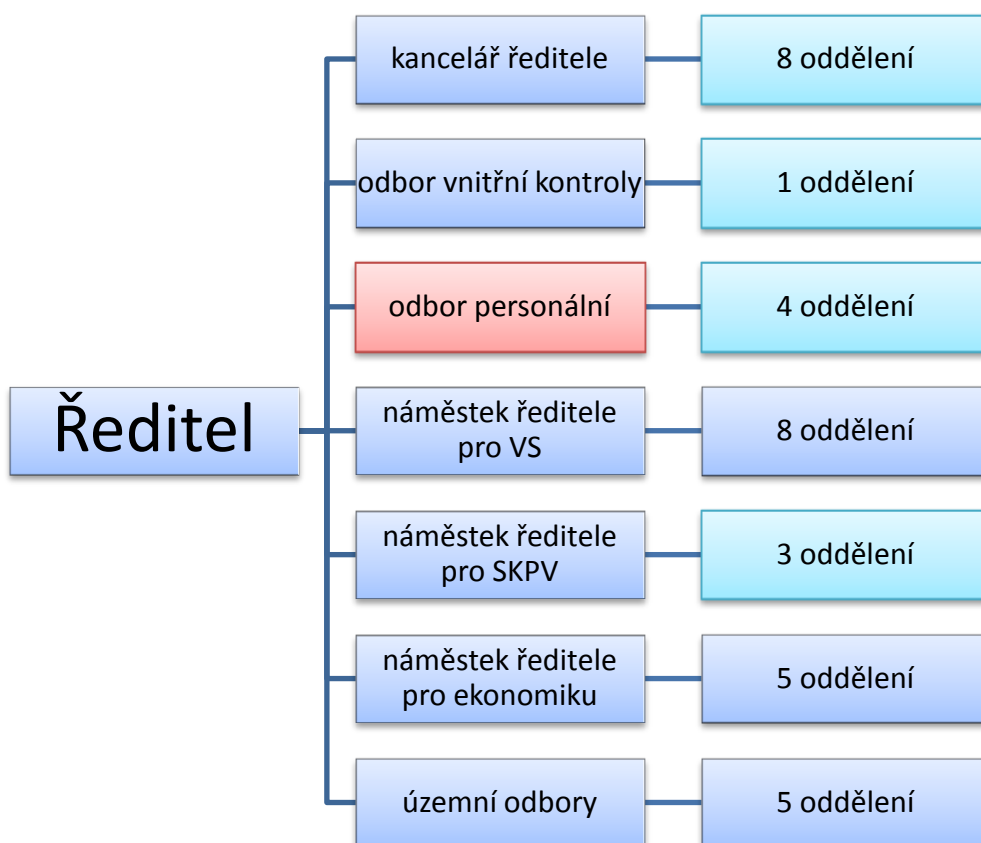 kancelář ředitele
8 oddělení
odbor vnitřní kontroly
1 oddělení
odbor personální
4 oddělení
Ředitel
náměstek ředitele
pro VS
8 oddělení
náměstek ředitele
pro SKPV
3 oddělení
náměstek ředitele
pro ekonomiku
5 oddělení
územní odbory
5 oddělení